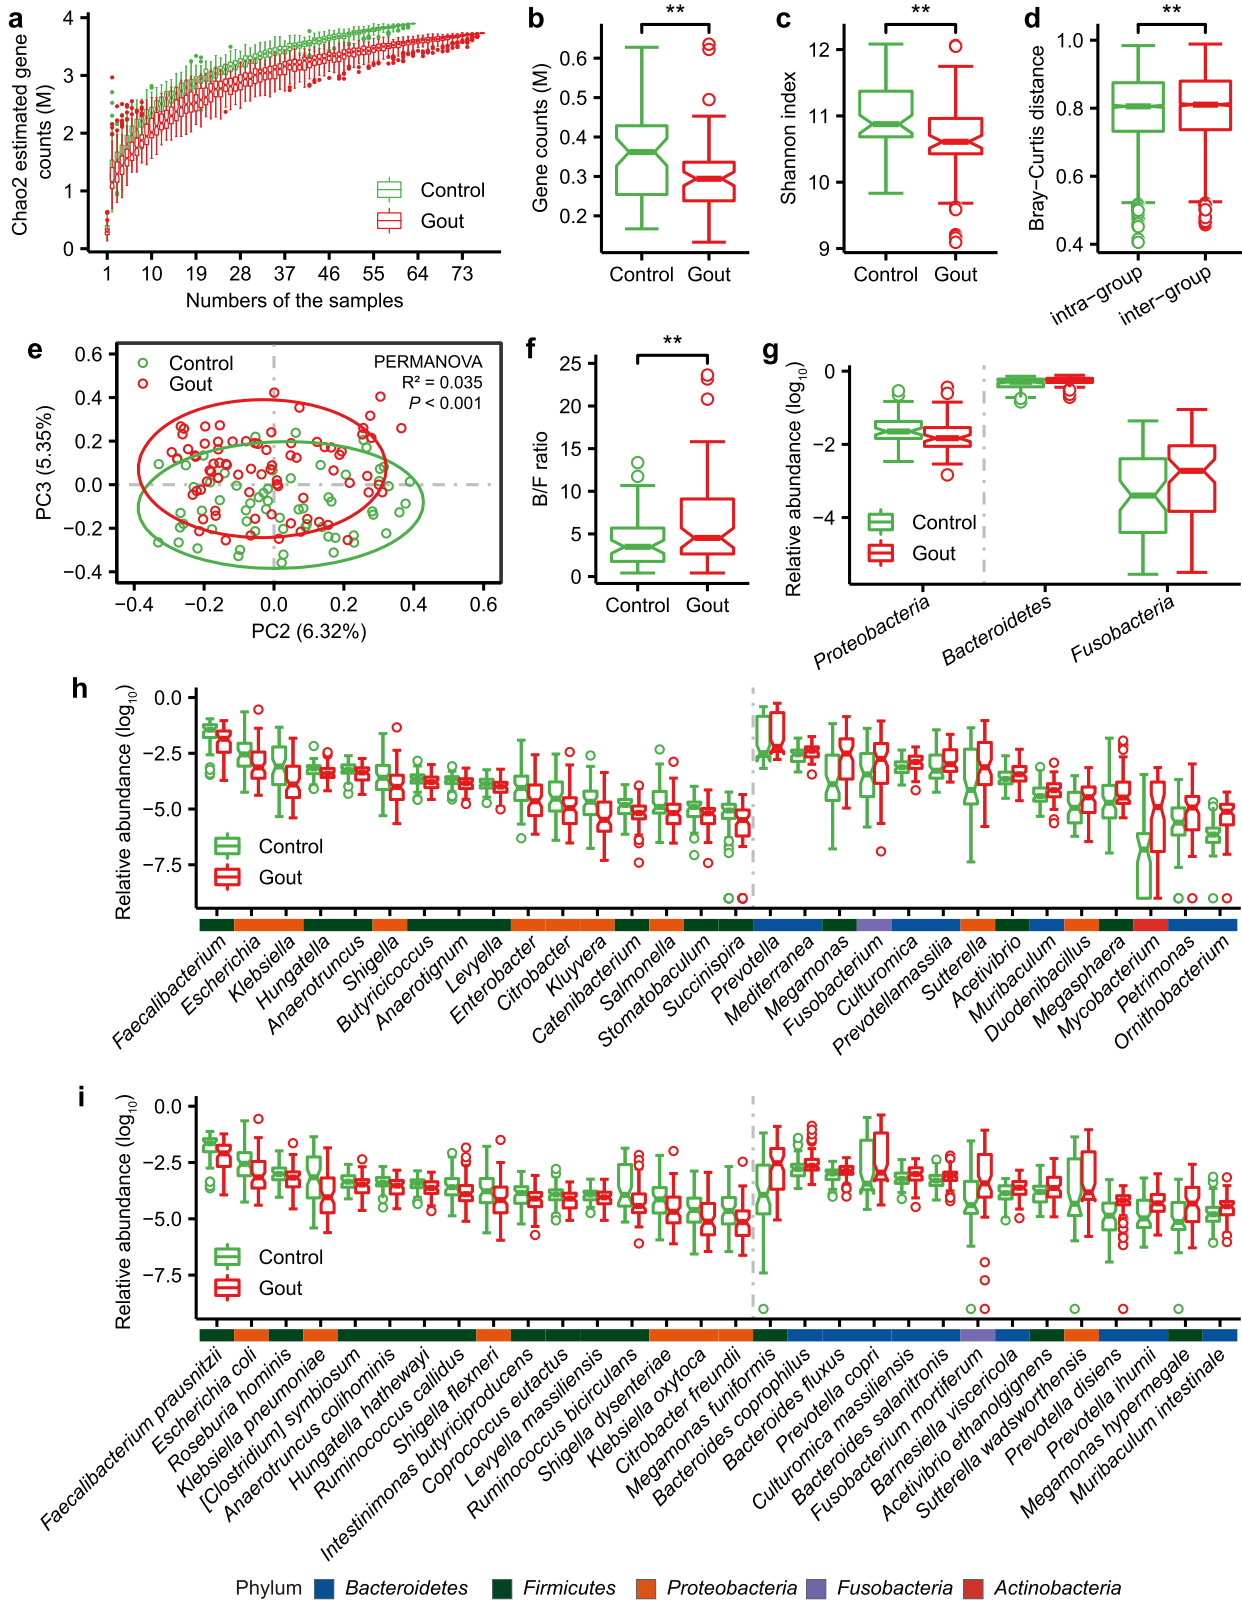 a
Chao2 estimated gene
counts (M)
4
3
2
1
0
Control
Gout
1 10 19 28 37 46 55 64 73
Numbers of the samples
b
**
Gene counts (M)
0.6
0.5
0.4
0.3
0.2
Control Gout
c
**
Shannon index
12
11
10
9
Control Gout
d
**
Bray−Curtis distance
1.0
0.8
0.6
0.4
intra−group
inter−group
e
PC3 (5.35%)
0.6
0.4
0.2
0.0
−0.2
−0.4
Control
Gout
PERMANOVA
R² = 0.035
P < 0.001
−0.4 −0.2 0.0 0.2 0.4 0.6
PC2 (6.32%)
f
**
B/F ratio
25
20
15
10
5
0
Control Gout
g
Relative abundance (log10)
0
−2
−4
Control
Gout
Proteobacteria
Bacteroidetes
Fusobacteria
h
Relative abundance (log10)
0.0
−2.5
−5.0
−7.5
Control
Gout
Faecalibacterium
Escherichia
Klebsiella
Hungatella
Anaerotruncus
Shigella
Butyricicoccus
Anaerotignum
Levyella
Enterobacter
Citrobacter
Kluyvera
Catenibacterium
Salmonella
Stomatobaculum
Succinispira
Prevotella
Mediterranea
Megamonas
Fusobacterium
Culturomica
Prevotellamassilia
Sutterella
Acetivibrio
Muribaculum
Duodenibacillus
Megasphaera
Mycobacterium
Petrimonas
Ornithobacterium
i
Relative abundance (log10)
0.0
−2.5
−5.0
−7.5
Control
Gout
Faecalibacterium prausnitzii
Escherichia coli
Roseburia hominis
Klebsiella pneumoniae
[Clostridium] symbiosum
Anaerotruncus colihominis
Hungatella hathewayi
Ruminococcus callidus
Shigella flexneri
Intestinimonas butyriciproducens
Coprococcus eutactus
Levyella massiliensis
Ruminococcus bicirculans
Shigella dysenteriae
Klebsiella oxytoca
Citrobacter freundii
Megamonas funiformis
Bacteroides coprophilus
Bacteroides fluxus
Prevotella copri
Culturomica massiliensis
Bacteroides salanitronis
Fusobacterium mortiferum
Barnesiella viscericola
Acetivibrio ethanolgignens
Sutterella wadsworthensis
Prevotella disiens
Prevotella ihumii
Megamonas hypermegale
Muribaculum intestinale
Phylum Bacteroidetes Firmicutes Proteobacteria Fusobacteria Actinobacteria